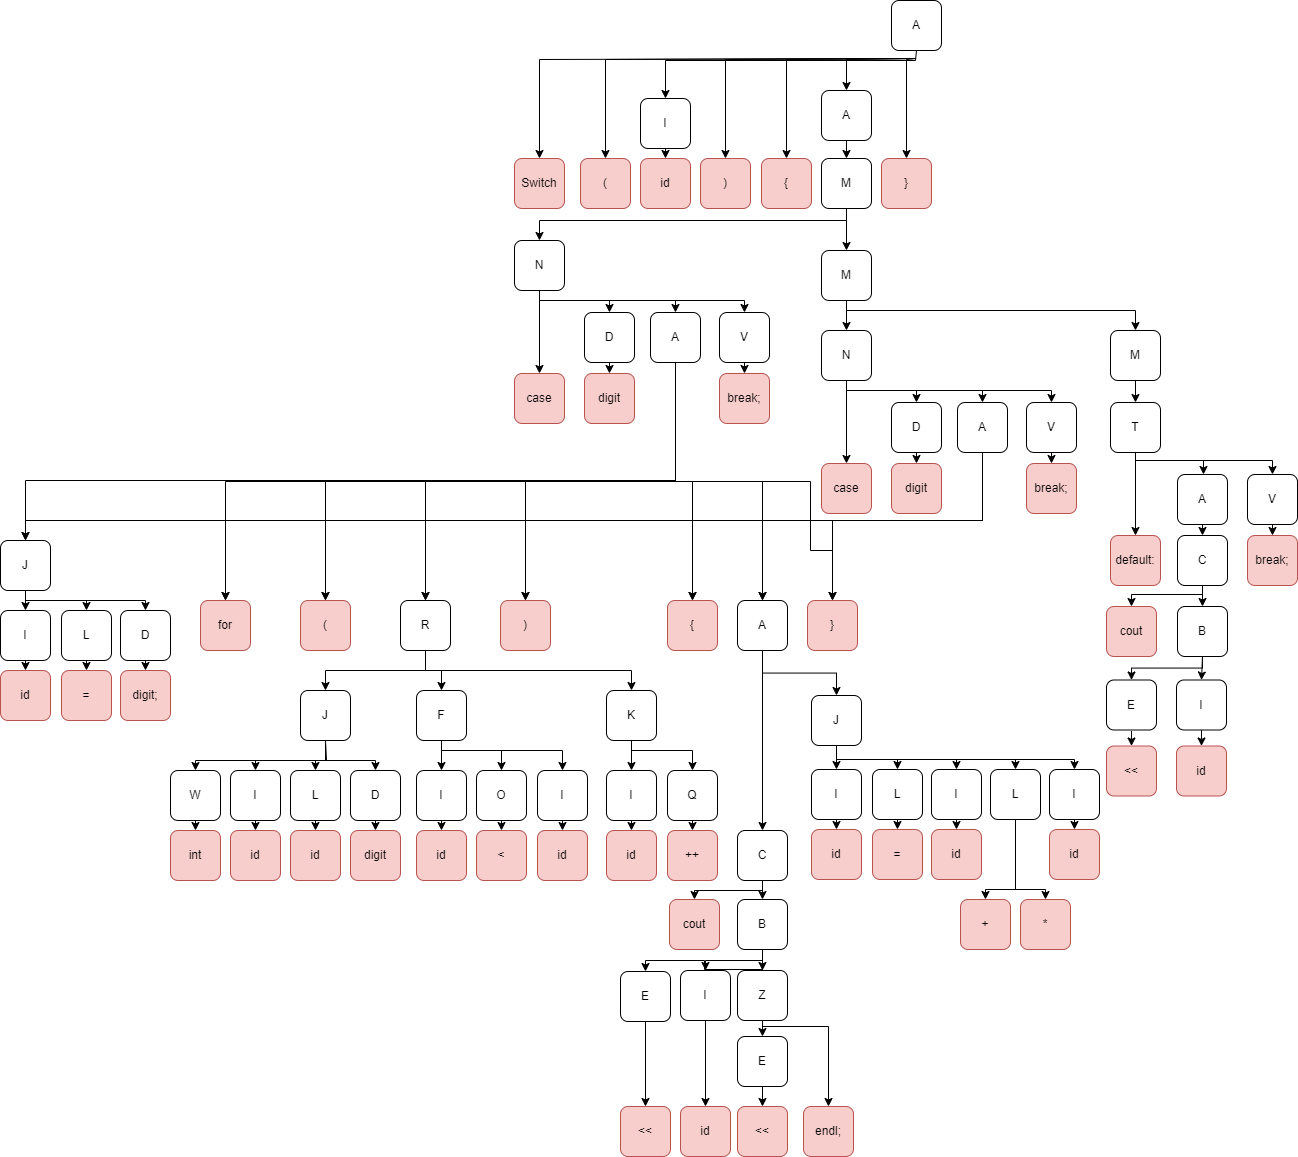 A
I
A
Switch
(
id
)
{
M
}
N
M
D
A
V
N
M
case
digit
break;
D
A
V
T
case
digit
break;
A
V
J
default:
C
break;
I
L
D
for
(
R
)
{
A
}
cout
B
id
=
digit;
J
F
K
J
E
I
W
I
L
D
I
O
I
I
Q
I
L
I
L
I
<<
id
int
id
id
digit
id
<
id
id
++
C
id
=
id
id
cout
B
+
*
E
I
Z
E
<<
id
<<
endl;